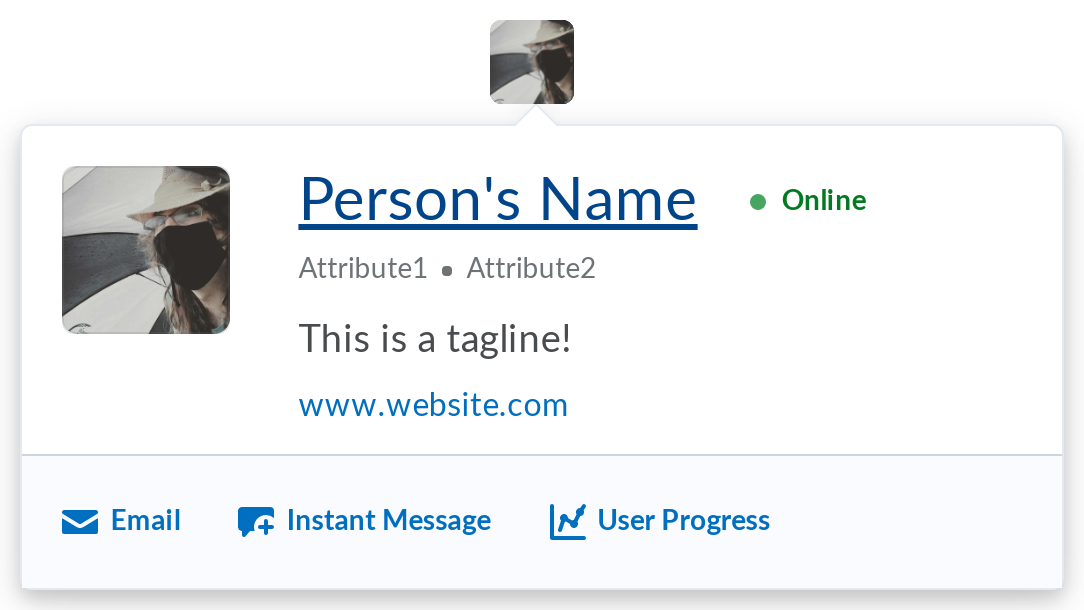 Person's Name
Online
Attribute1 • Attribute2
This is a tagline!
www.website.com
Email
Instant Message
User Progress